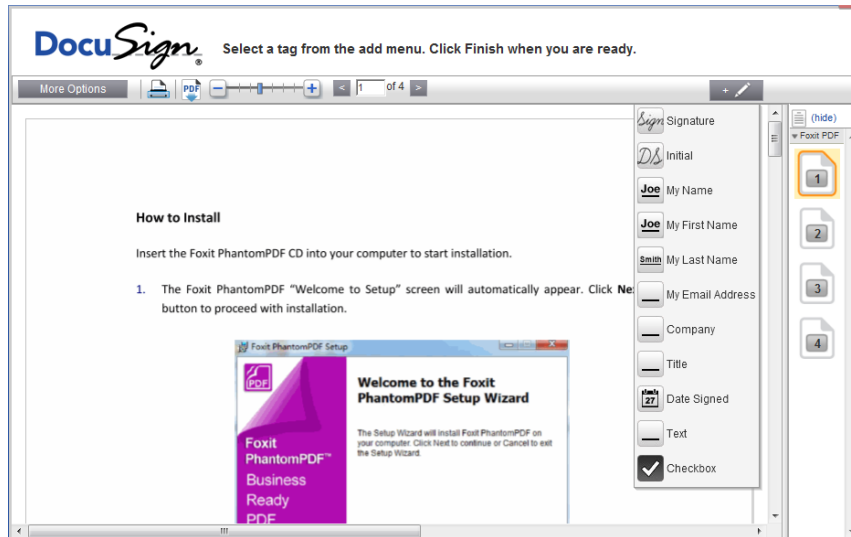 DocuSign®
Select a tag from the add menu. Click Finish when you are ready.
More Options
PDF
1 of 4
+
Sign Signature
DS Initial
Joe My Name
Joe My First Name
Smith My Last Name
My Email Address
Company
Title
27 Date Signed
Text
Checkbox
(hide)
Foxit PDF
1
2
3
4
How to Install
Insert the Foxit PhantomPDF CD into your computer to start installation.
1. The Foxit PhantomPDF “Welcome to Setup” screen will automatically appear. Click Ne
button to proceed with installation.
Foxit PhantomPDF Setup
PDF
Foxit
PhantomPDF™
Business
Ready
PDF
Welcome to the Foxit
PhantomPDF Setup Wizard
The Setup Wizard will install Foxit PhantomPDF on
your computer. Click Next to continue or Cancel to exit
the Setup Wizard.